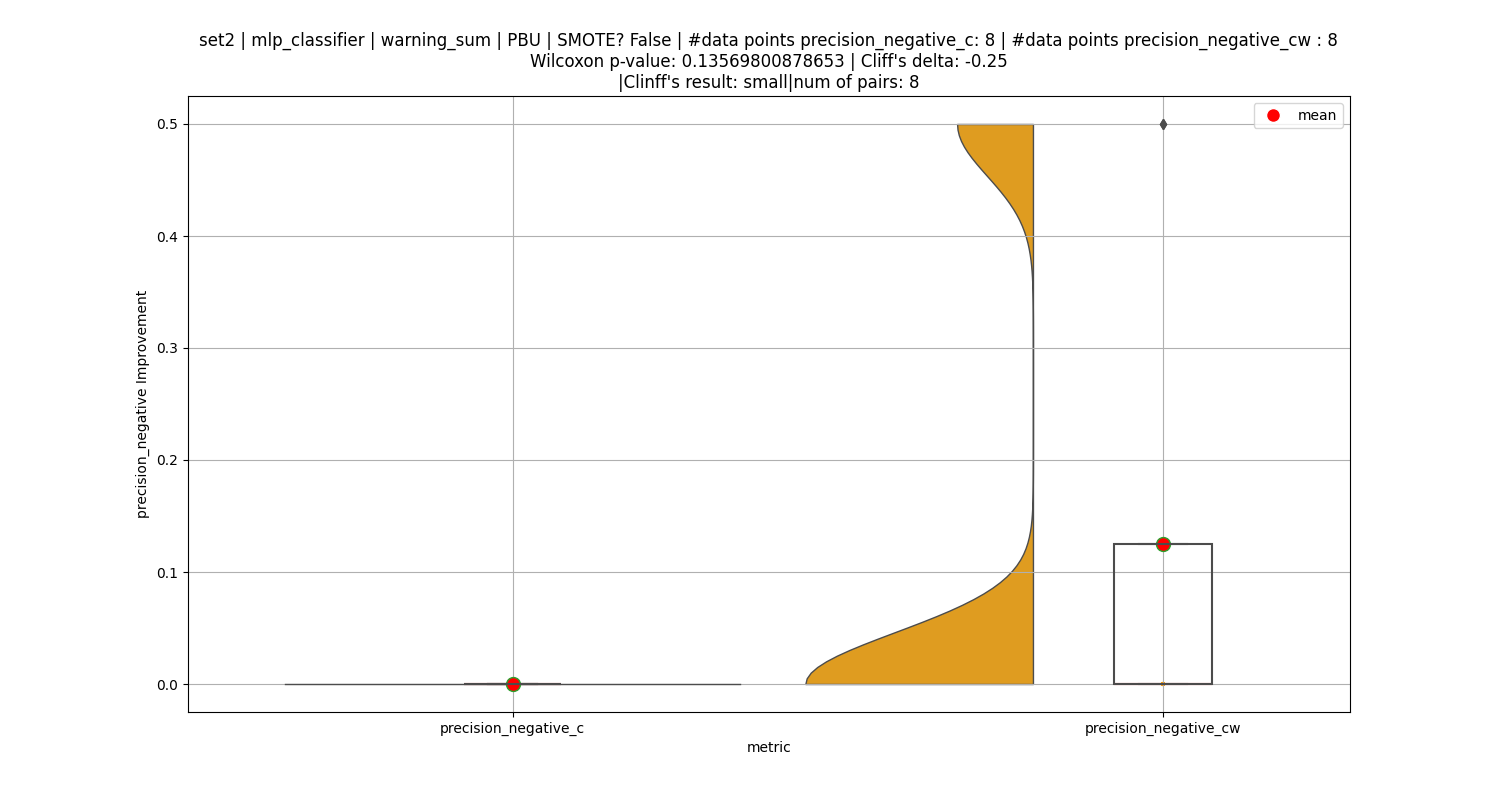 set2 | mlp_classifier | warning_sum | PBU | SMOTE? False | #data points precision_negative_c: 8 | #data points precision_negative_cw : 8
Wilcoxon p-value: 0.13569800878653 | Cliff's delta: -0.25
|Clinff's result: small|num of pairs: 8
mean
0.5
0.4
0.3
0.2
0.1
0.0
precision_negative Improvement
precision_negative_c
precision_negative_cw
metric